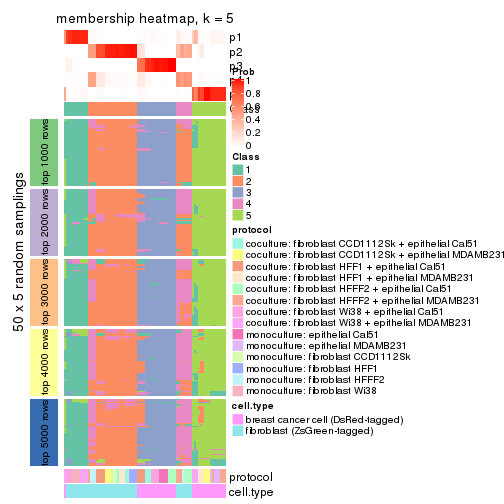 membership heatmap, k = 5
p1
p2
p3
Prob
1
0.8
0.6
0.4
0.2
0
Class
1
2
3
4
5
protocol
coculture: fibroblast CCD1112Sk + epithelial Cal51
coculture: fibroblast CCD1112Sk + epithelial MDAMB231
coculture: fibroblast HFF1 + epithelial Cal51
coculture: fibroblast HFF1 + epithelial MDAMB231
coculture: fibroblast HFFF2 + epithelial Cal51
coculture: fibroblast HFFF2 + epithelial MDAMB231
coculture: fibroblast Wi38 + epithelial Cal51
coculture: fibroblast Wi38 + epithelial MDAMB231
monoculture: epithelial Cal51
monoculture: epithelial MDAMB231
monoculture: fibroblast CCD1112Sk
monoculture: fibroblast HFF1
monoculture: fibroblast HFFF2
monoculture: fibroblast Wi38
cell.type
breast cancer cell (DsRed-tagged)
fibroblast (ZsGreen-tagged)
50 x 5 random samplings
top 1000 rows
top 2000 rows
top 3000 rows
top 4000 rows
top 5000 rows
protocol
cell.type